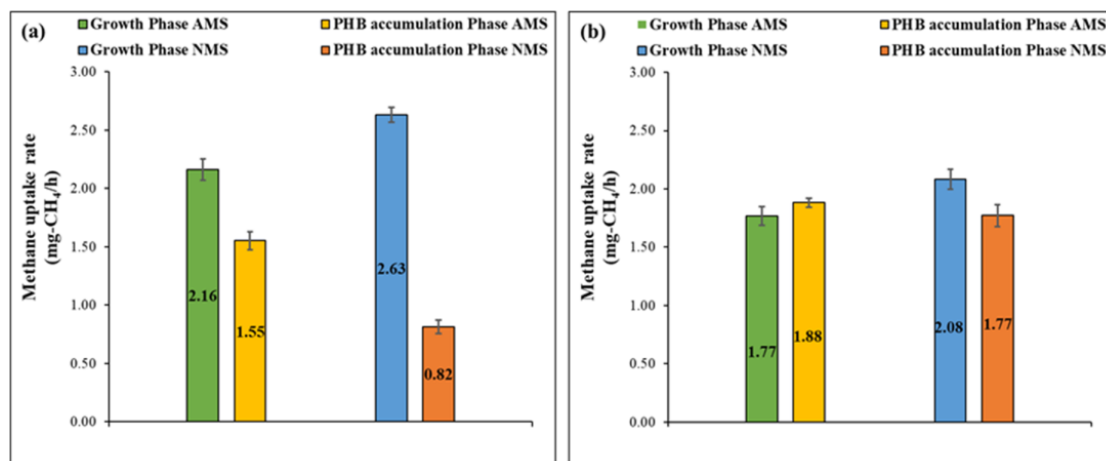 (a)
Growth Phase AMS
PHB accumulation Phase AMS
Growth Phase NMS
PHB accumulation Phase NMS
Methane uptake rate
(mg-CH₄/h)
3.00
2.50
2.00
1.50
1.00
0.50
0.00
2.16
1.55
2.63
0.82
(b)
Growth Phase AMS
PHB accumulation Phase AMS
Growth Phase NMS
PHB accumulation Phase NMS
Methane uptake rate
(mg-CH₄/h)
3.00
2.50
2.00
1.50
1.00
0.50
0.00
1.77
1.88
2.08
1.77